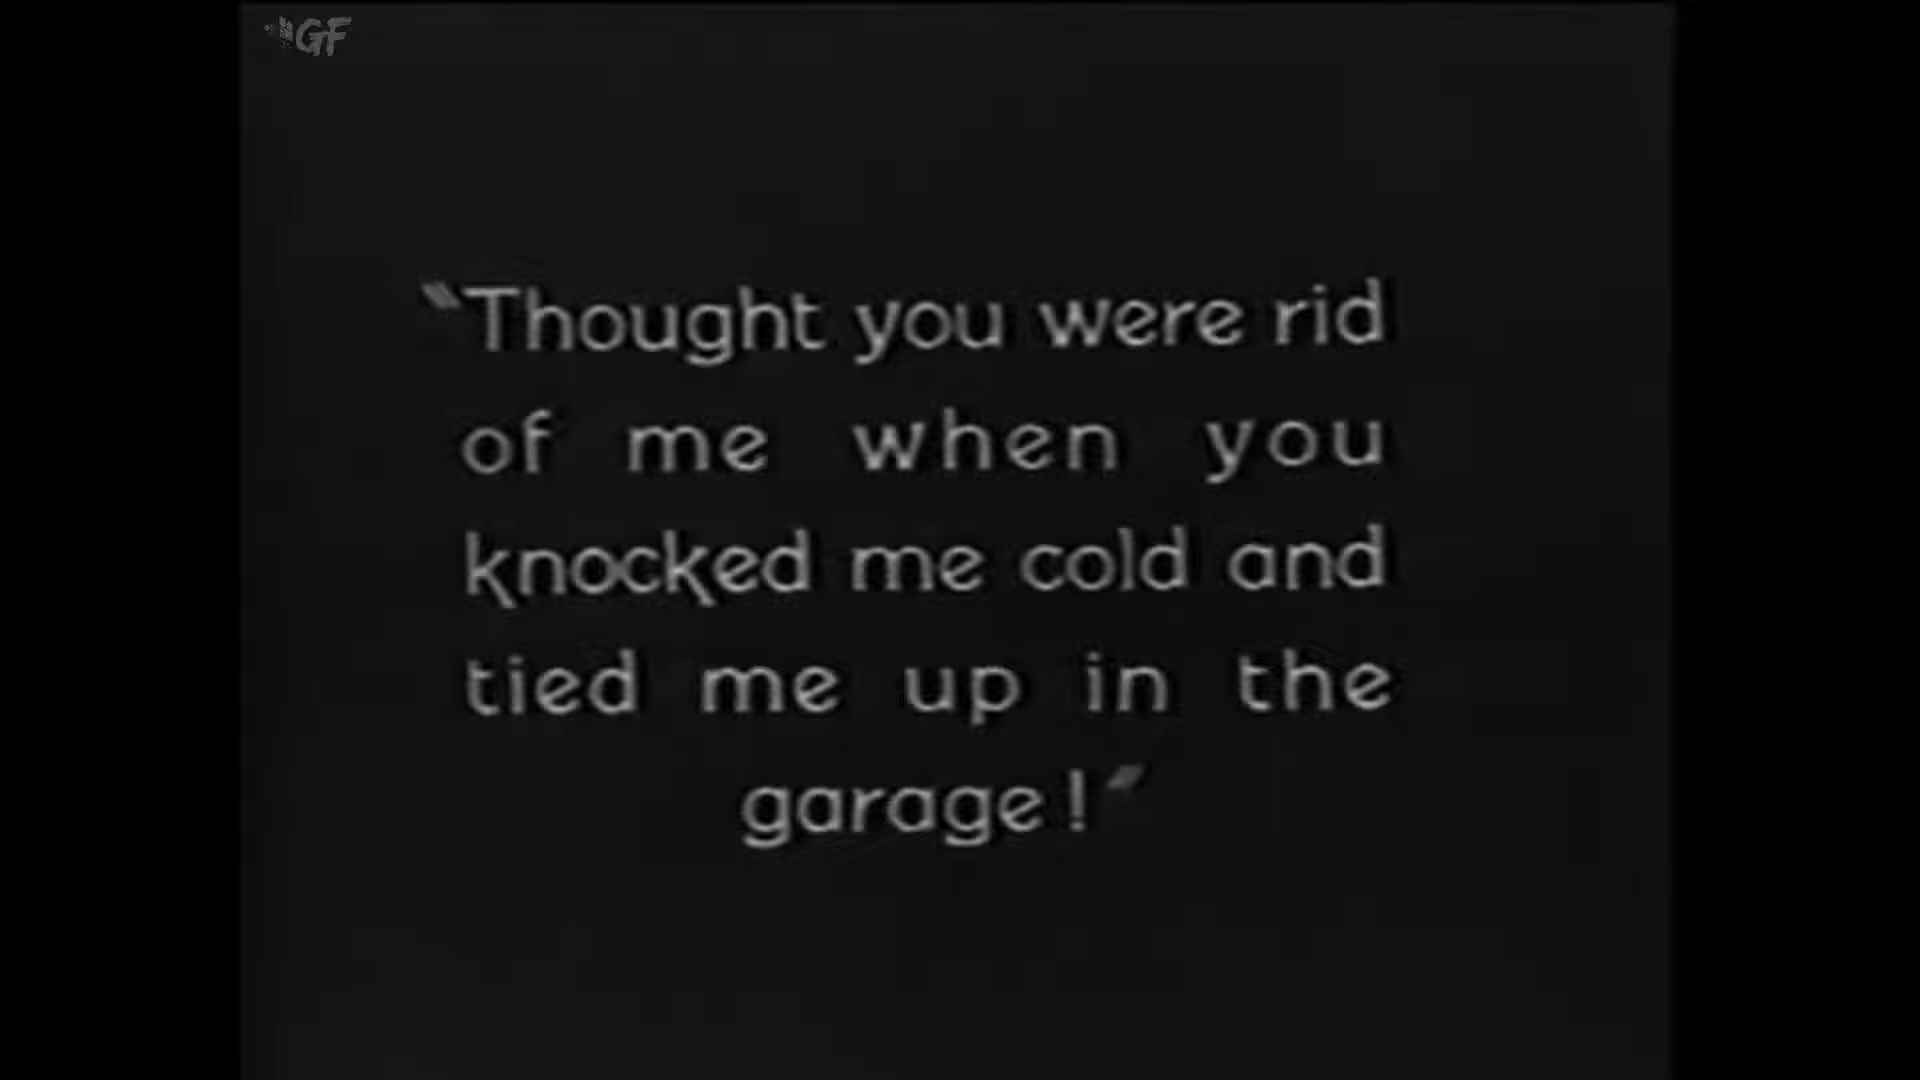 GF
"Thought you were rid
of me when you
knocked me cold and
tied me up in the
garage!"